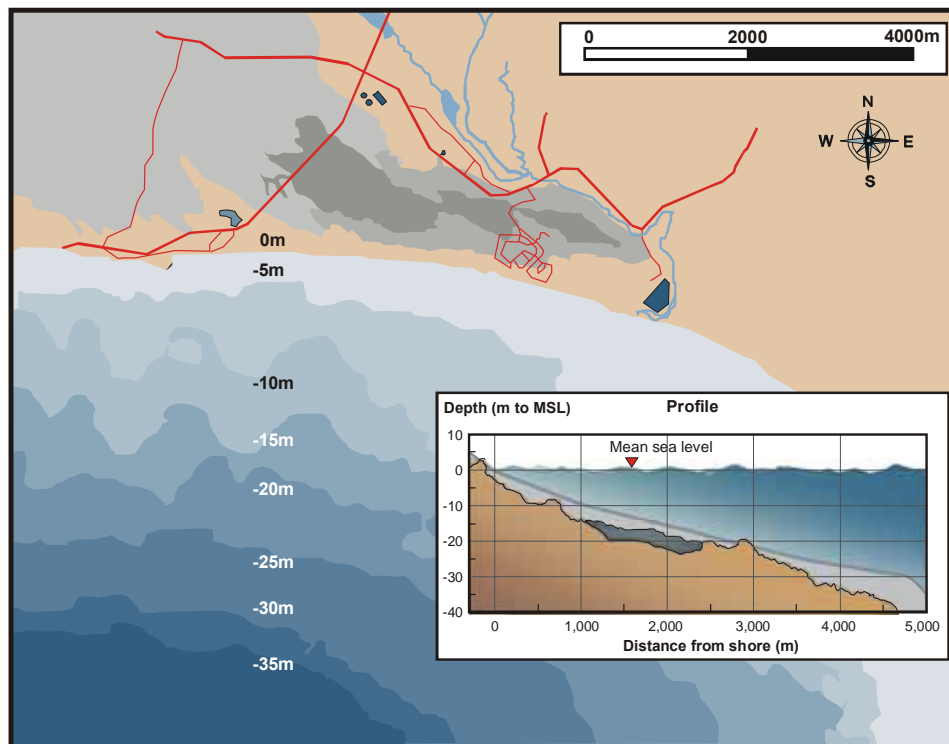 0 2000 4000m
N
W E
S
0m
-5m
-10m
-15m
-20m
-25m
-30m
-35m
Depth (m to MSL) Profile
Mean sea level
10
0
-10
-20
-30
-40
0 1,000 2,000 3,000 4,000 5,000
Distance from shore (m)